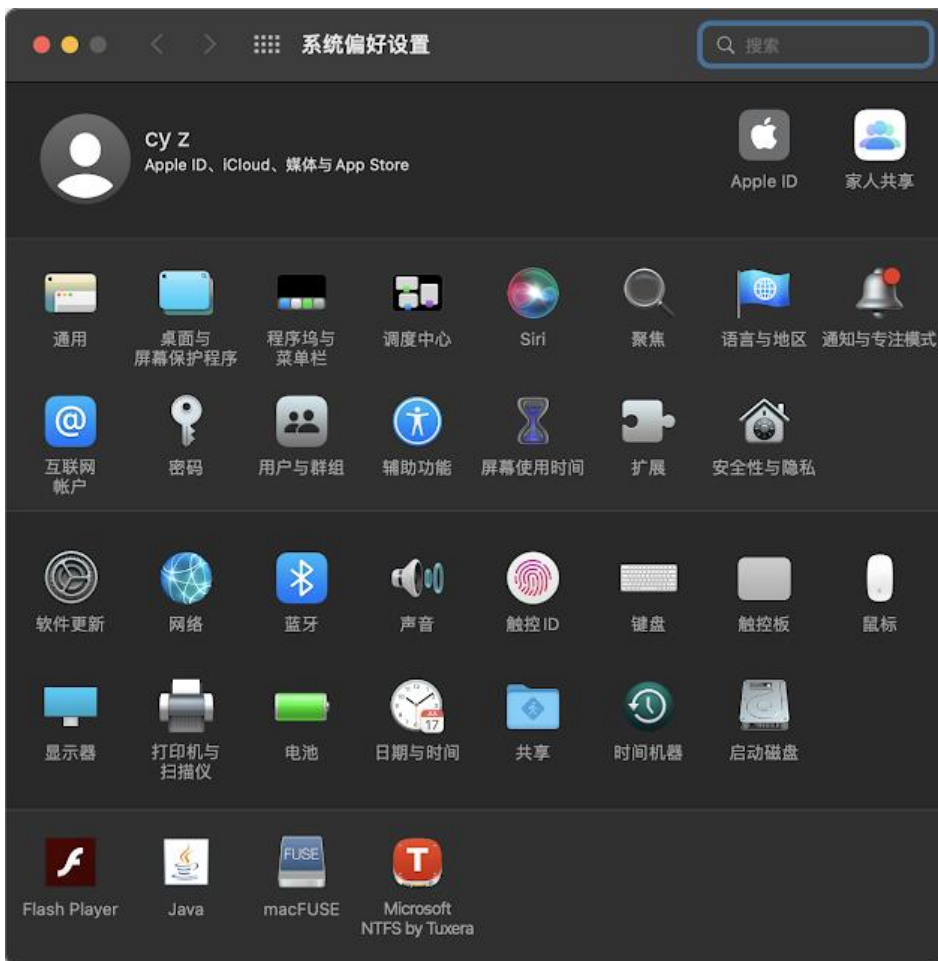 系统偏好设置
搜索
cy z
Apple ID、iCloud、媒体与 App Store
Apple ID
家人共享
通用
桌面与
屏幕保护程序
程序坞与
菜单栏
调度中心
Siri
聚焦
语言与地区
通知与专注模式
@
互联网
帐户
密码
用户与群组
辅助功能
屏幕使用时间
扩展
安全性与隐私
软件更新
网络
蓝牙
声音
触控 ID
键盘
触控板
鼠标
显示器
打印机与
扫描仪
电池
JUL
17
日期与时间
共享
时间机器
启动磁盘
Flash Player
Java
FUSE
macFUSE
T
Microsoft
NTFS by Tuxera